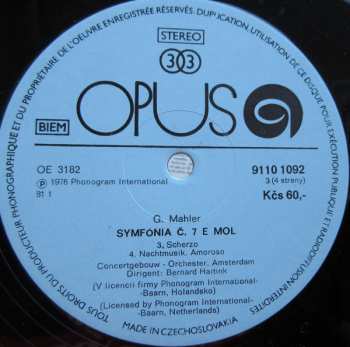 TOUS DROITS DU PRODUCTEUR PHONOGRAPHIQUE ET DU PROPRIÉTAIRE DE L'OEUVRE ENREGISTRÉE RÉSERVÉS. DUPLICATION, UTILISATION DE CE DISQUE POUR EXÉCUTION PUBLIQUE ET RADIODIFFUSION INTERDITES
STEREO
33
OPUS
BIEM
OE 3182
9110 1092
Ⓟ 1976 Phonogram International
3 (4 strany)
81 1
Kčs 60,-
G. Mahler
SYMFÓNIA Č. 7 E MOL
3. Scherzo
4. Nachtmusik. Amoroso
Concertgebouw - Orchester, Amsterdam
Dirigent: Bernard Haitink
(V licencii firmy Phonogram International-
-Baarn, Holandsko)
(Licensed by Phonogram International-
-Baarn, Netherlands)
MADE IN CZECHOSLOVAKIA